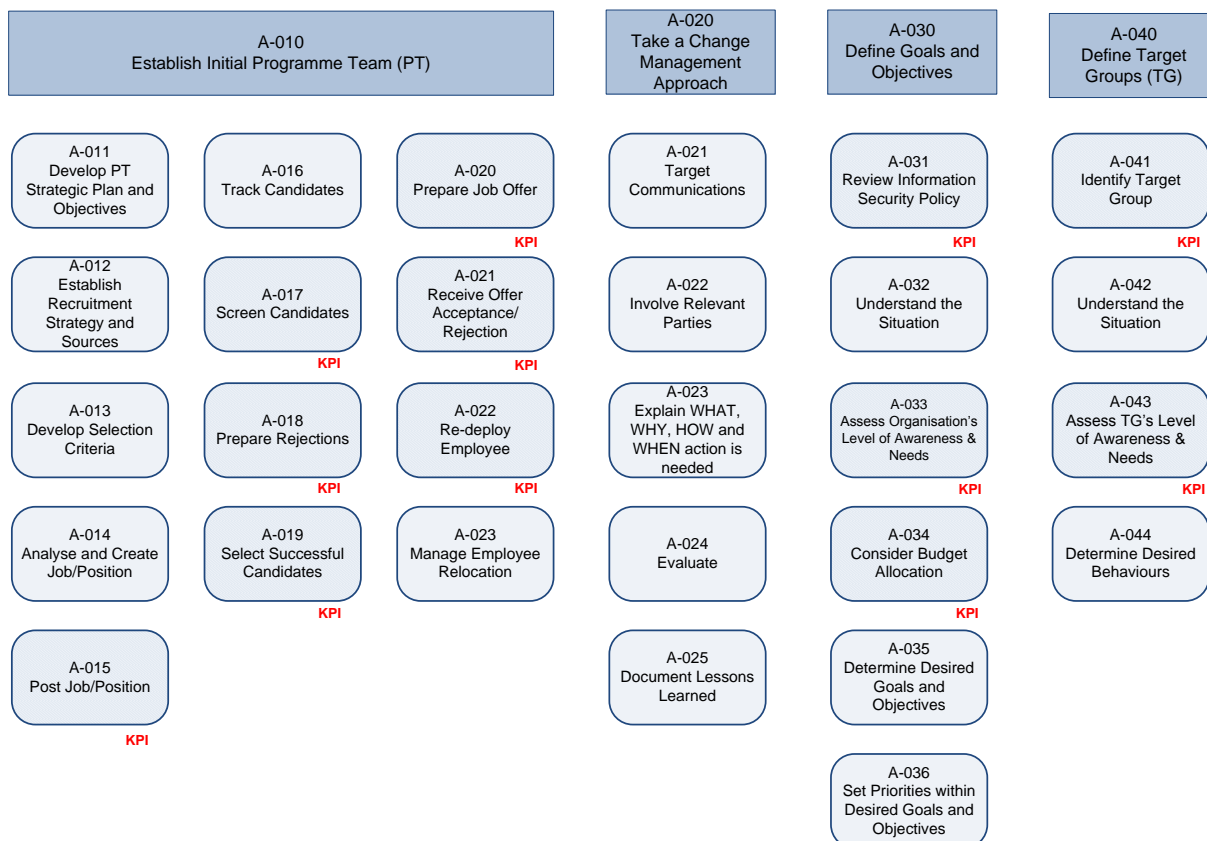 A-010
Establish Initial Programme Team (PT)
A-020
Take a Change
Management
Approach
A-030
Define Goals and
Objectives
A-040
Define Target
Groups (TG)
A-011
Develop PT
Strategic Plan and
Objectives
A-016
Track Candidates
A-020
Prepare Job Offer
KPI
A-021
Target
Communications
A-031
Review Information
Security Policy
KPI
A-041
Identify Target
Group
KPI
A-012
Establish
Recruitment
Strategy and
Sources
A-017
Screen Candidates
KPI
A-021
Receive Offer
Acceptance/
Rejection
KPI
A-022
Involve Relevant
Parties
A-032
Understand the
Situation
A-042
Understand the
Situation
A-013
Develop Selection
Criteria
A-018
Prepare Rejections
KPI
A-022
Re-deploy
Employee
KPI
A-023
Explain WHAT,
WHY, HOW and
WHEN action is
needed
A-033
Assess Organisation's
Level of Awareness &
Needs
KPI
A-043
Assess TG's Level
of Awareness &
Needs
KPI
A-014
Analyse and Create
Job/Position
A-019
Select Successful
Candidates
KPI
A-023
Manage Employee
Relocation
A-024
Evaluate
A-034
Consider Budget
Allocation
KPI
A-044
Determine Desired
Behaviours
A-015
Post Job/Position
KPI
A-025
Document Lessons
Learned
A-035
Determine Desired
Goals and
Objectives
A-036
Set Priorities within
Desired Goals and
Objectives